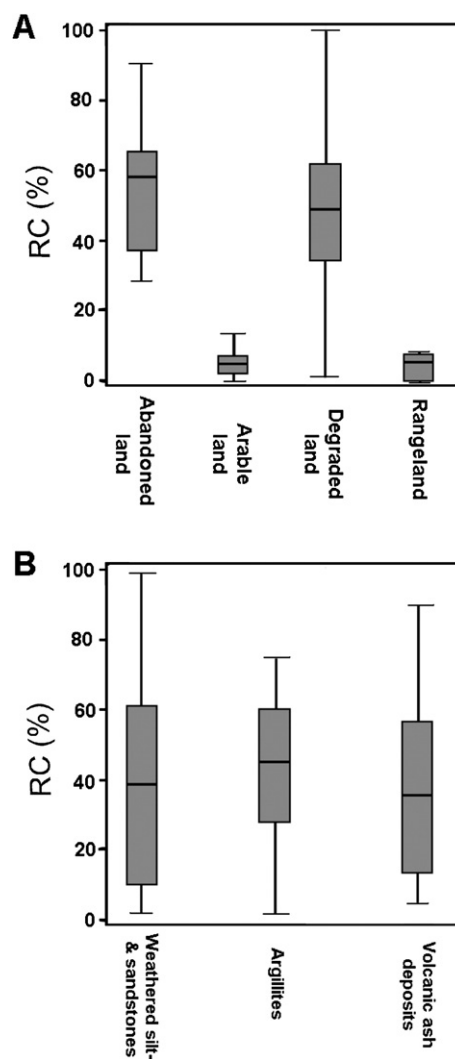 A
100
80
60
40
20
0
RC (%)
Abandoned
land
Arable
land
Degraded
land
Rangeland
B
100
80
60
40
20
0
RC (%)
Weathered silt-
& sandstones
Argillites
Volcanic ash
deposits